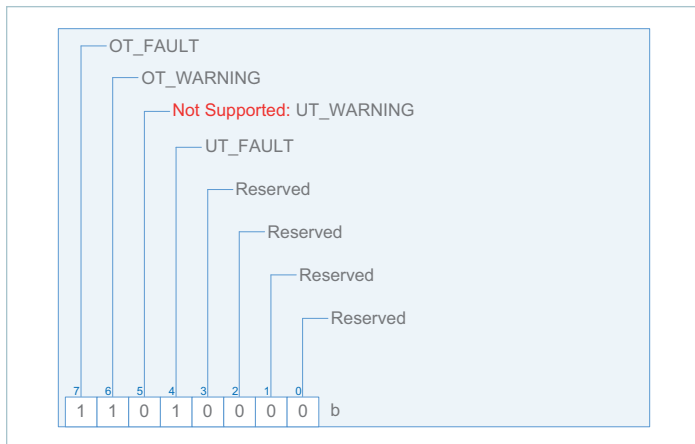 OT_FAULT
OT_WARNING
Not Supported: UT_WARNING
UT_FAULT
Reserved
Reserved
Reserved
Reserved
7 6 5 4 3 2 1 0
1 1 0 1 0 0 0 0 b